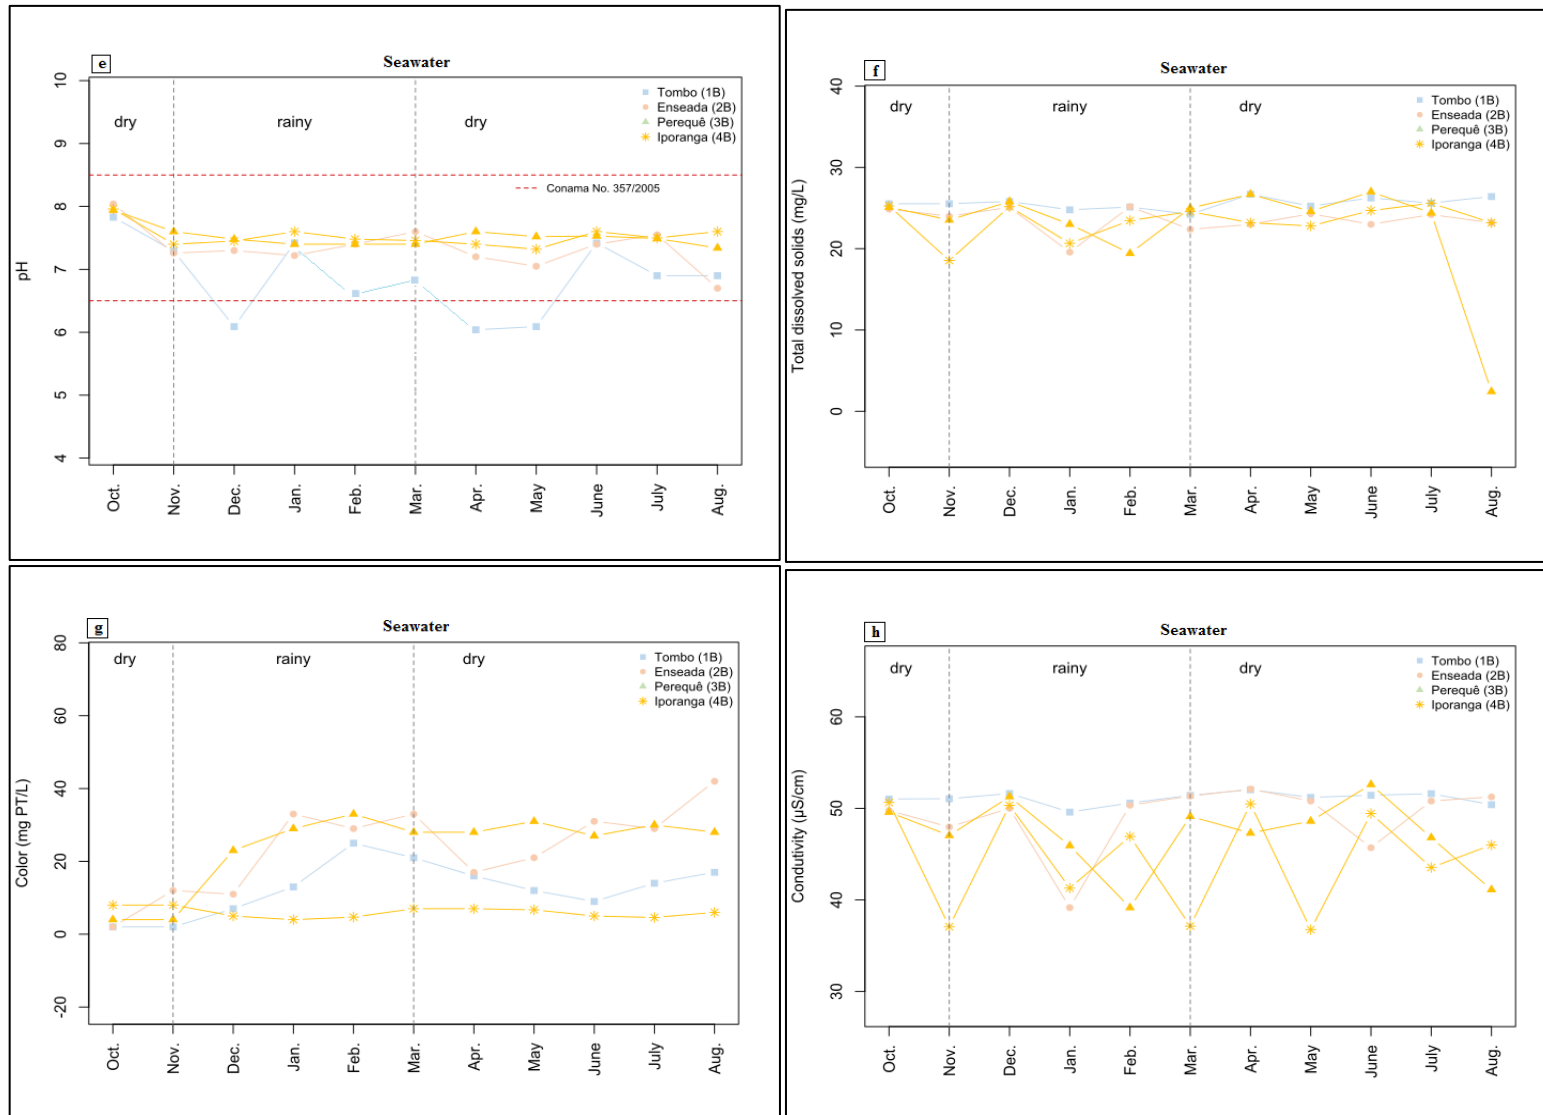 e
Seawater
10
9
8
7
6
5
4
pH
dry
rainy
dry
Tombo (1B)
Enseada (2B)
Perequê (3B)
Iporanga (4B)
Conama No. 357/2005
Oct.
Nov.
Dec.
Jan.
Feb.
Mar.
Apr.
May
June
July
Aug.
f
Seawater
40
30
20
10
0
Total dissolved solids (mg/L)
dry
rainy
dry
Tombo (1B)
Enseada (2B)
Perequê (3B)
Iporanga (4B)
Oct.
Nov.
Dec.
Jan.
Feb.
Mar.
Apr.
May
June
July
Aug.
g
Seawater
80
60
40
20
0
-20
Color (mg PT/L)
dry
rainy
dry
Tombo (1B)
Enseada (2B)
Perequê (3B)
Iporanga (4B)
Oct.
Nov.
Dec.
Jan.
Feb.
Mar.
Apr.
May
June
July
Aug.
h
Seawater
60
50
40
30
Condutivity (µS/cm)
dry
rainy
dry
Tombo (1B)
Enseada (2B)
Perequê (3B)
Iporanga (4B)
Oct.
Nov.
Dec.
Jan.
Feb.
Mar.
Apr.
May
June
July
Aug.